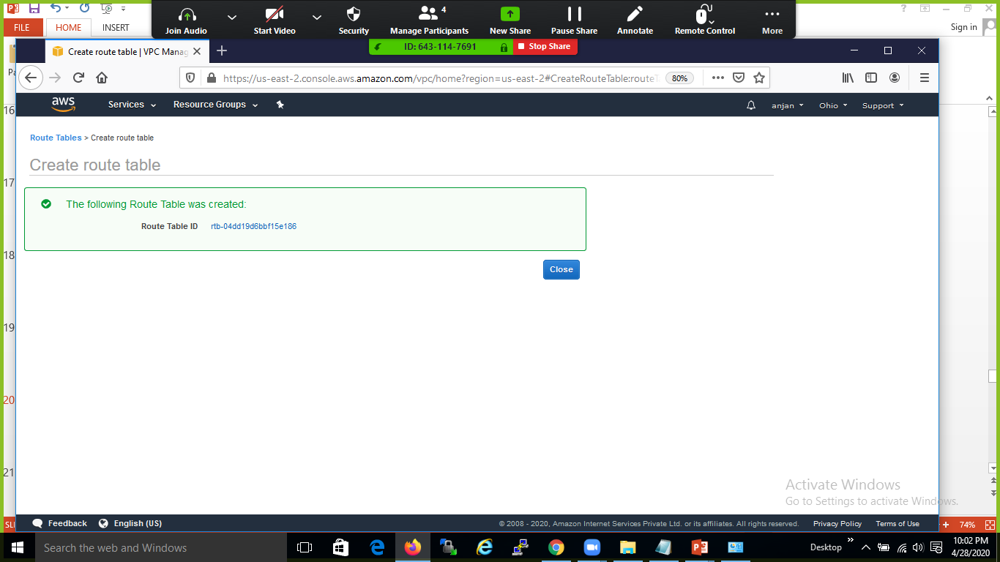 Join Audio
Start Video
Security
4
Manage Participants
New Share
Pause Share
Annotate
Remote Control
More
ID: 643-114-7691
Stop Share
FILE
HOME
INSERT
?
Sign in
Create route table | VPC Manag
https://us-east-2.console.aws.amazon.com/vpc/home?region=us-east-2#CreateRouteTable:route
80%
aws
Services
Resource Groups
anjan
Ohio
Support
Route Tables > Create route table
Create route table
The following Route Table was created:
Route Table ID
rtb-04dd19d6bbf15e186
Close
16
17
18
19
20
21
Activate Windows
Go to Settings to activate Windows.
Feedback
English (US)
© 2008 - 2020, Amazon Internet Services Private Ltd. or its affiliates. All rights reserved.
Privacy Policy
Terms of Use
74%
Search the web and Windows
Desktop
10:02 PM
4/28/2020